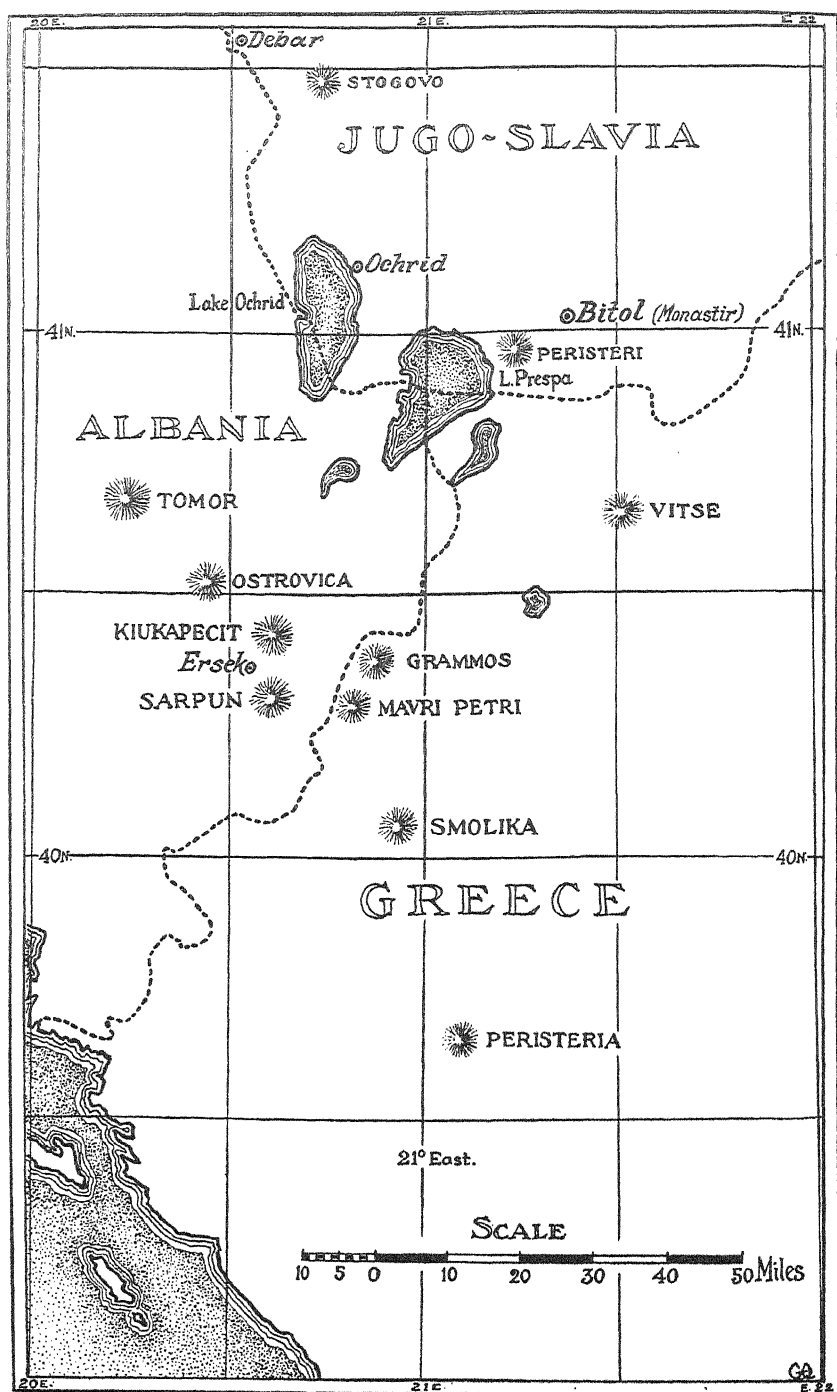 20E. 21E. E 22
Debar
STOGOVO
JUGO-SLAVIA
Ochrid
Lake Ochrid
Bitol (Monastir)
41N. 41N.
PERISTERI
L. Prespa
ALBANIA
TOMOR
VITSE
OSTROVICA
KIUKAPECIT
Ersek
GRAMMOS
SARPUN
MAVRI PETRI
SMOLIKA
40N. 40N.
GREECE
PERISTERIA
21° East.
SCALE
10 5 0 10 20 30 40 50 Miles
20E. 21E.